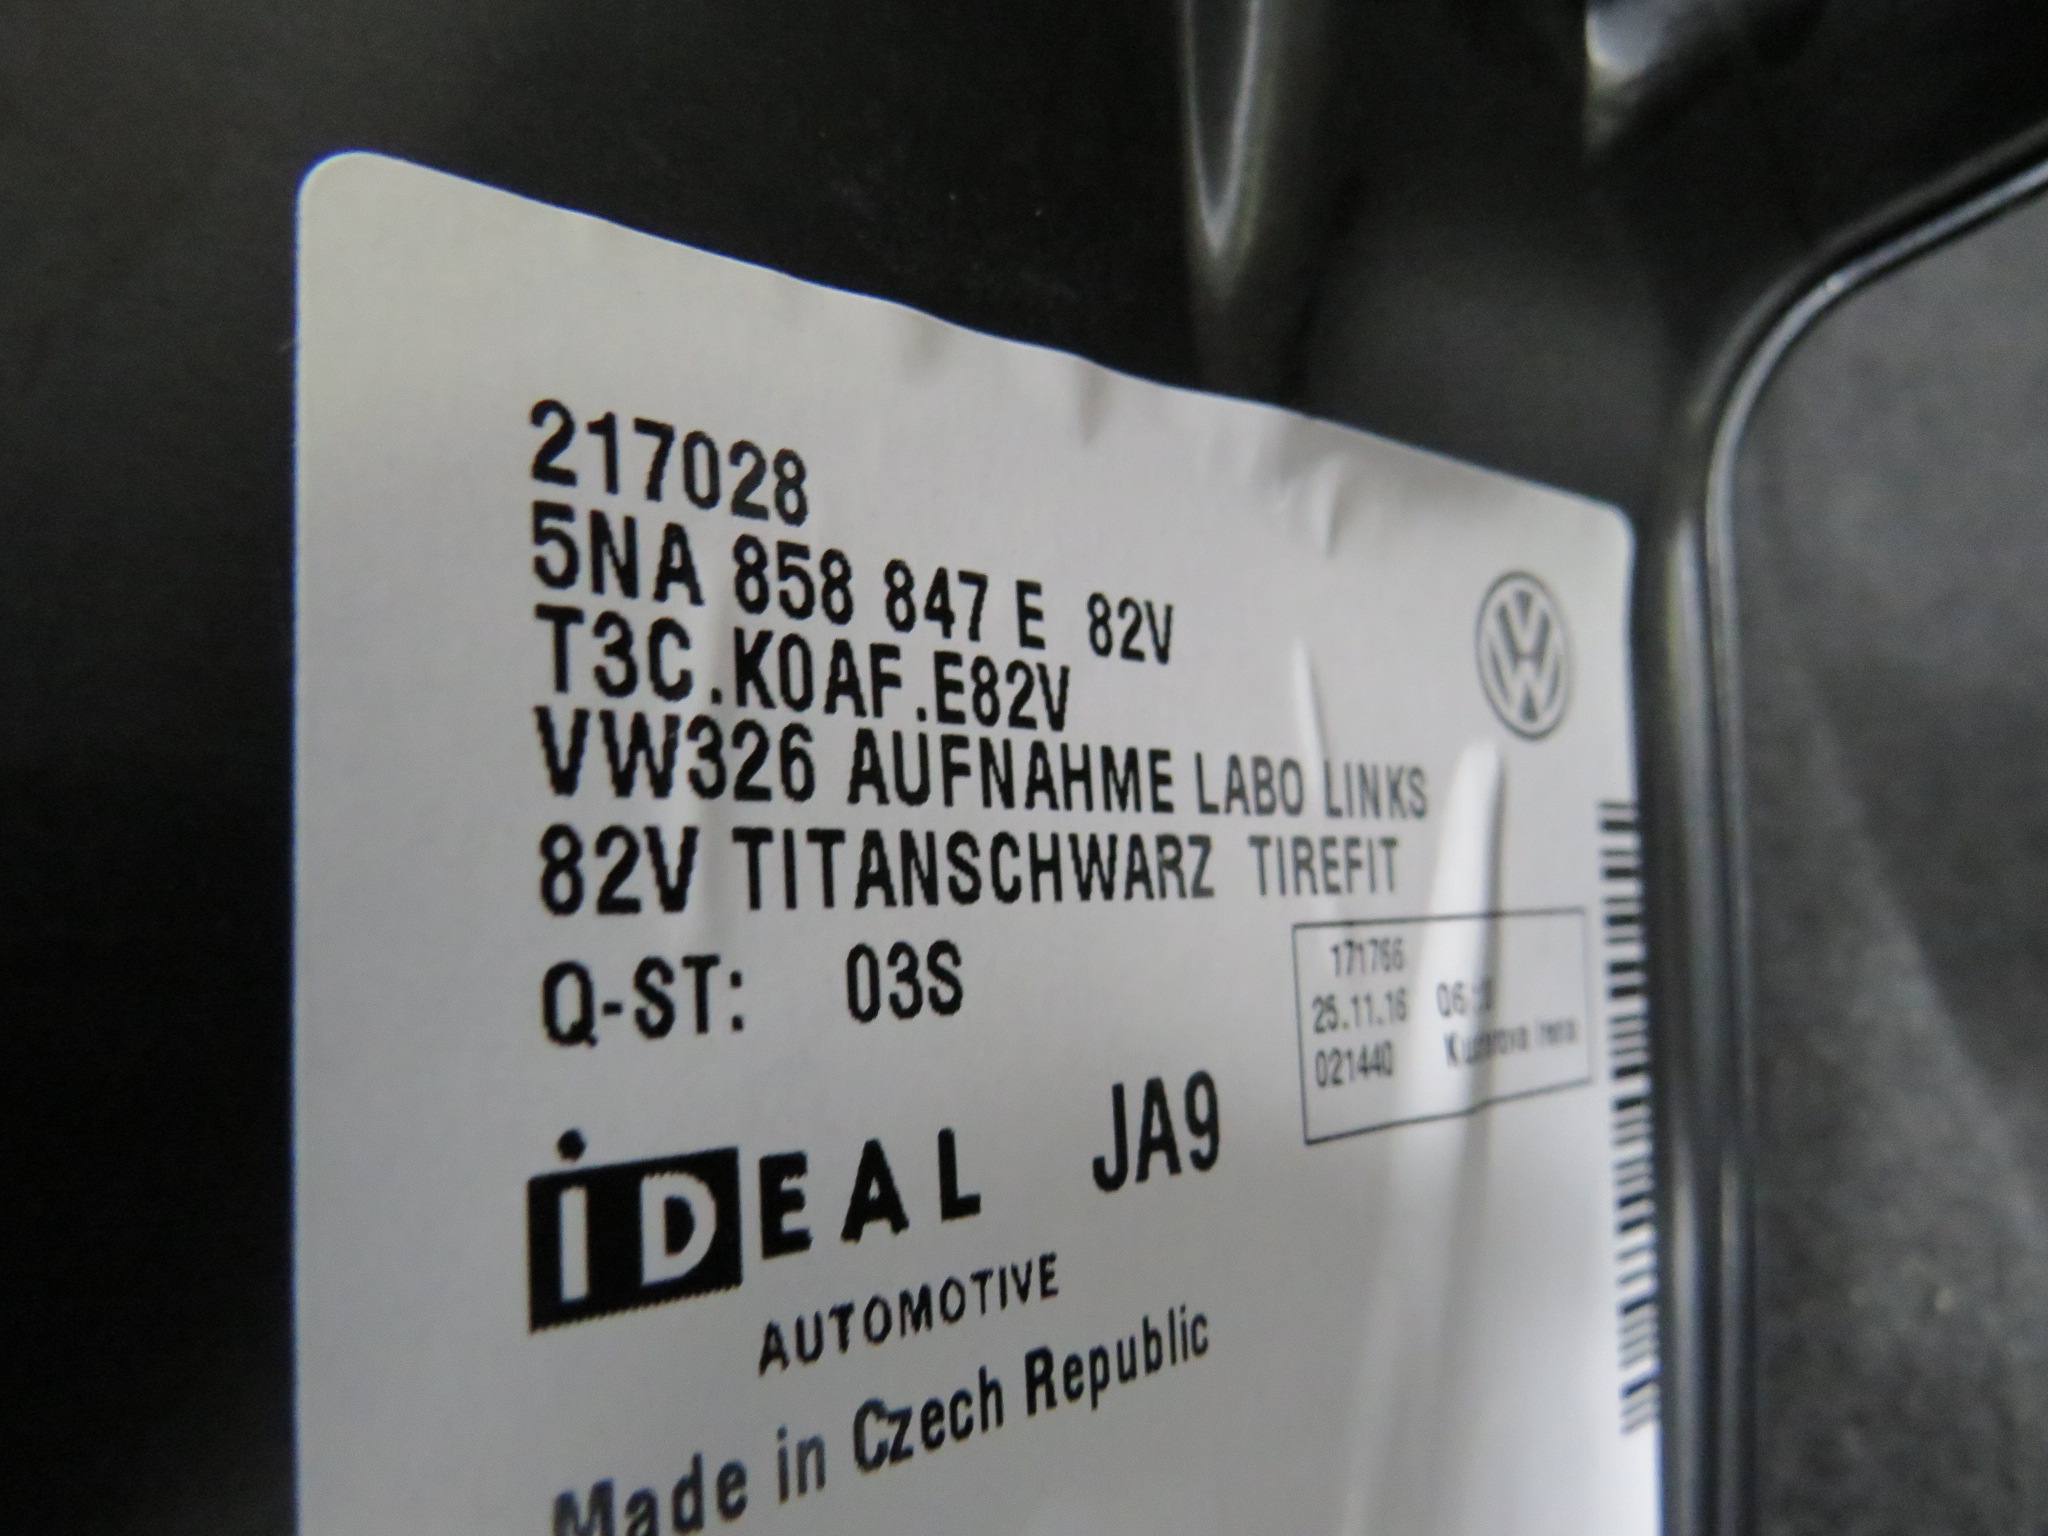 217028
5NA 858 847 E 82V
T3C.K0AF.E82V
VW326 AUFNAHME LABO LINKS
82V TITANSCHWARZ TIREFIT
Q-ST: 03S
171766
25.11.16
021440
JA9
iDEAL
AUTOMOTIVE
Made in Czech Republic